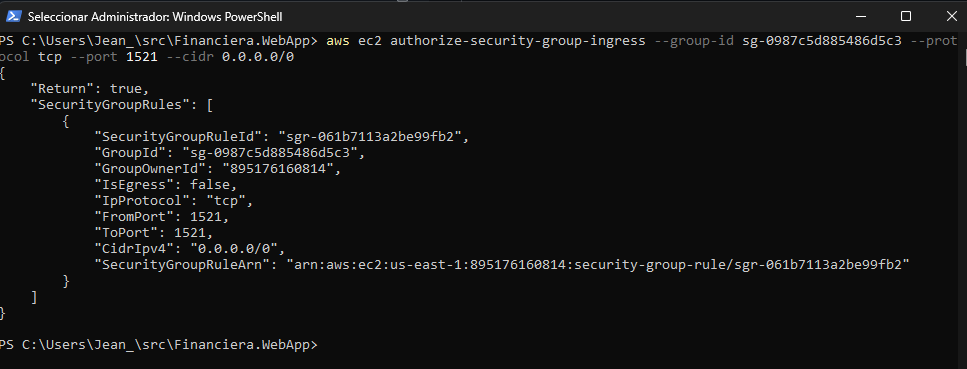 Seleccionar Administrador: Windows PowerShell
PS C:\Users\Jean_\src\Financiera.WebApp> aws ec2 authorize-security-group-ingress --group-id sg-0987c5d885486d5c3 --prot
ocol tcp --port 1521 --cidr 0.0.0.0/0
{
    "Return": true,
    "SecurityGroupRules": [
        {
            "SecurityGroupRuleId": "sgr-061b7113a2be99fb2",
            "GroupId": "sg-0987c5d885486d5c3",
            "GroupOwnerId": "895176160814",
            "IsEgress": false,
            "IpProtocol": "tcp",
            "FromPort": 1521,
            "ToPort": 1521,
            "CidrIpv4": "0.0.0.0/0",
            "SecurityGroupRuleArn": "arn:aws:ec2:us-east-1:895176160814:security-group-rule/sgr-061b7113a2be99fb2"
        }
    ]
}
PS C:\Users\Jean_\src\Financiera.WebApp>